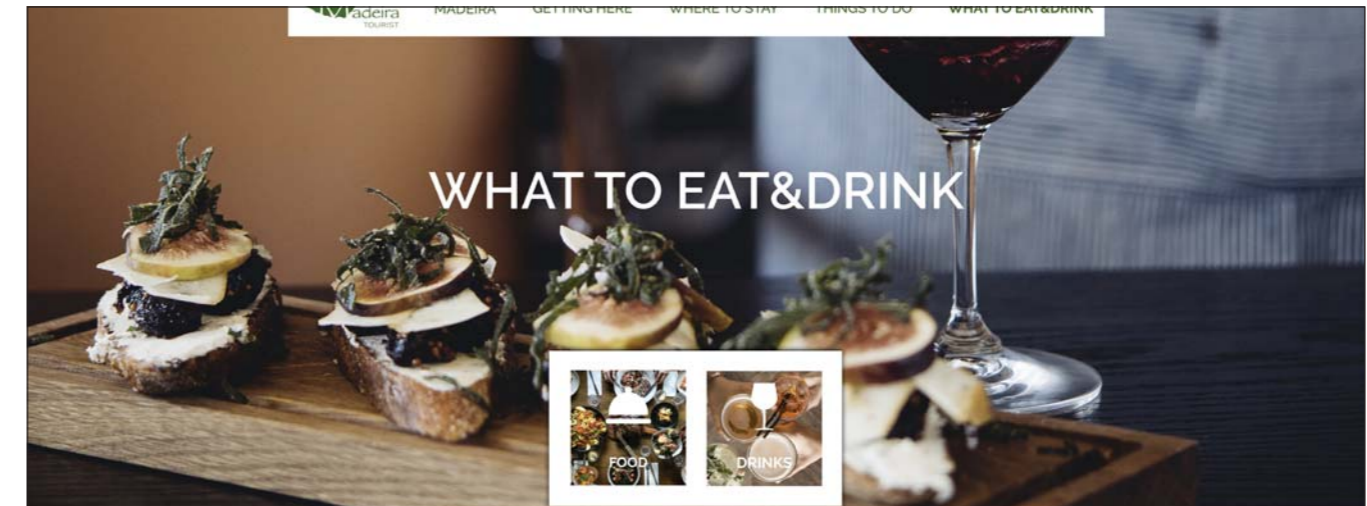 Madeira
TOURIST
MADEIRA GETTING HERE WHERE TO STAY THINGS TO DO WHAT TO EAT&DRINK
WHAT TO EAT&DRINK
FOOD
DRINKS